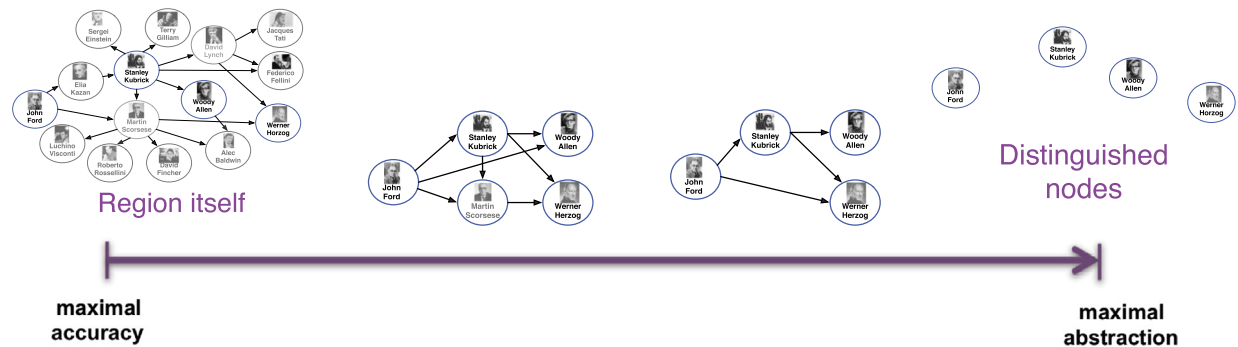 Sergei
Einstein
Terry
Gilliam
David
Lynch
Jacques
Tati
Federico
Fellini
Stanley
Kubrick
Elia
Kazan
John
Ford
Woody
Allen
Werner
Horzog
Martin
Scorsese
Luchino
Visconti
Roberto
Rossellini
David
Fincher
Alec
Baldwin
Region itself
Stanley
Kubrick
Woody
Allen
John
Ford
Martin
Scorsese
Werner
Herzog
Stanley
Kubrick
Woody
Allen
John
Ford
Werner
Herzog
Stanley
Kubrick
John
Ford
Woody
Allen
Werner
Horzog
Distinguished
nodes
maximal
accuracy
maximal
abstraction